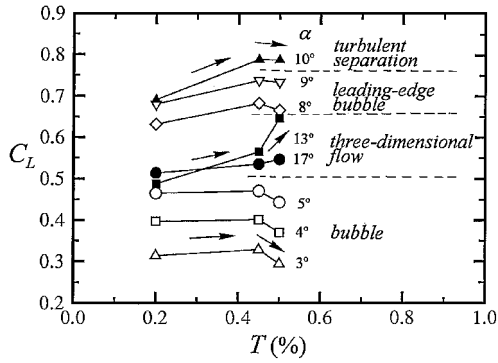 0.9
0.8
0.7
0.6
0.5
0.4
0.3
0.2
C_L
0.0 0.2 0.4 0.6 0.8 1.0
T (%)
α
10°
9°
8°
13°
17°
5°
4°
3°
turbulent
separation
leading-edge
bubble
three-dimensional
flow
bubble